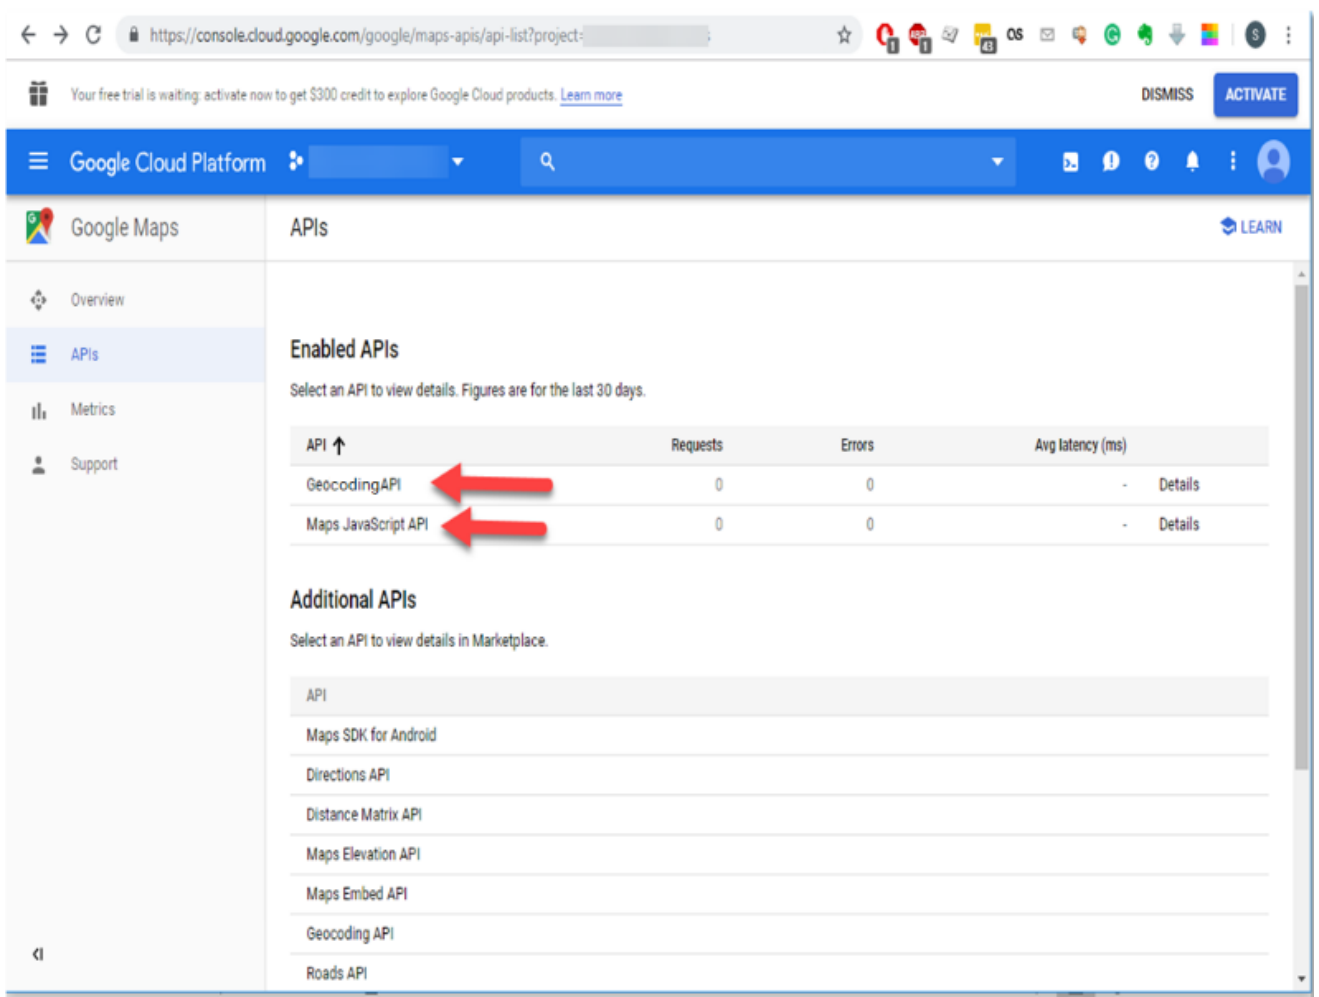 https://console.cloud.google.com/google/maps-apis/api-list?project=
1
1
43
OS
S
Your free trial is waiting: activate now to get $300 credit to explore Google Cloud products. Learn more
DISMISS
ACTIVATE
Google Cloud Platform
Google Maps
APIs
LEARN
Overview
APIs
Metrics
Support
Enabled APIs
Select an API to view details. Figures are for the last 30 days.
API Requests Errors Avg latency (ms)
GeocodingAPI 0 0 - Details
Maps JavaScript API 0 0 - Details
Additional APIs
Select an API to view details in Marketplace.
API
Maps SDK for Android
Directions API
Distance Matrix API
Maps Elevation API
Maps Embed API
Geocoding API
Roads API